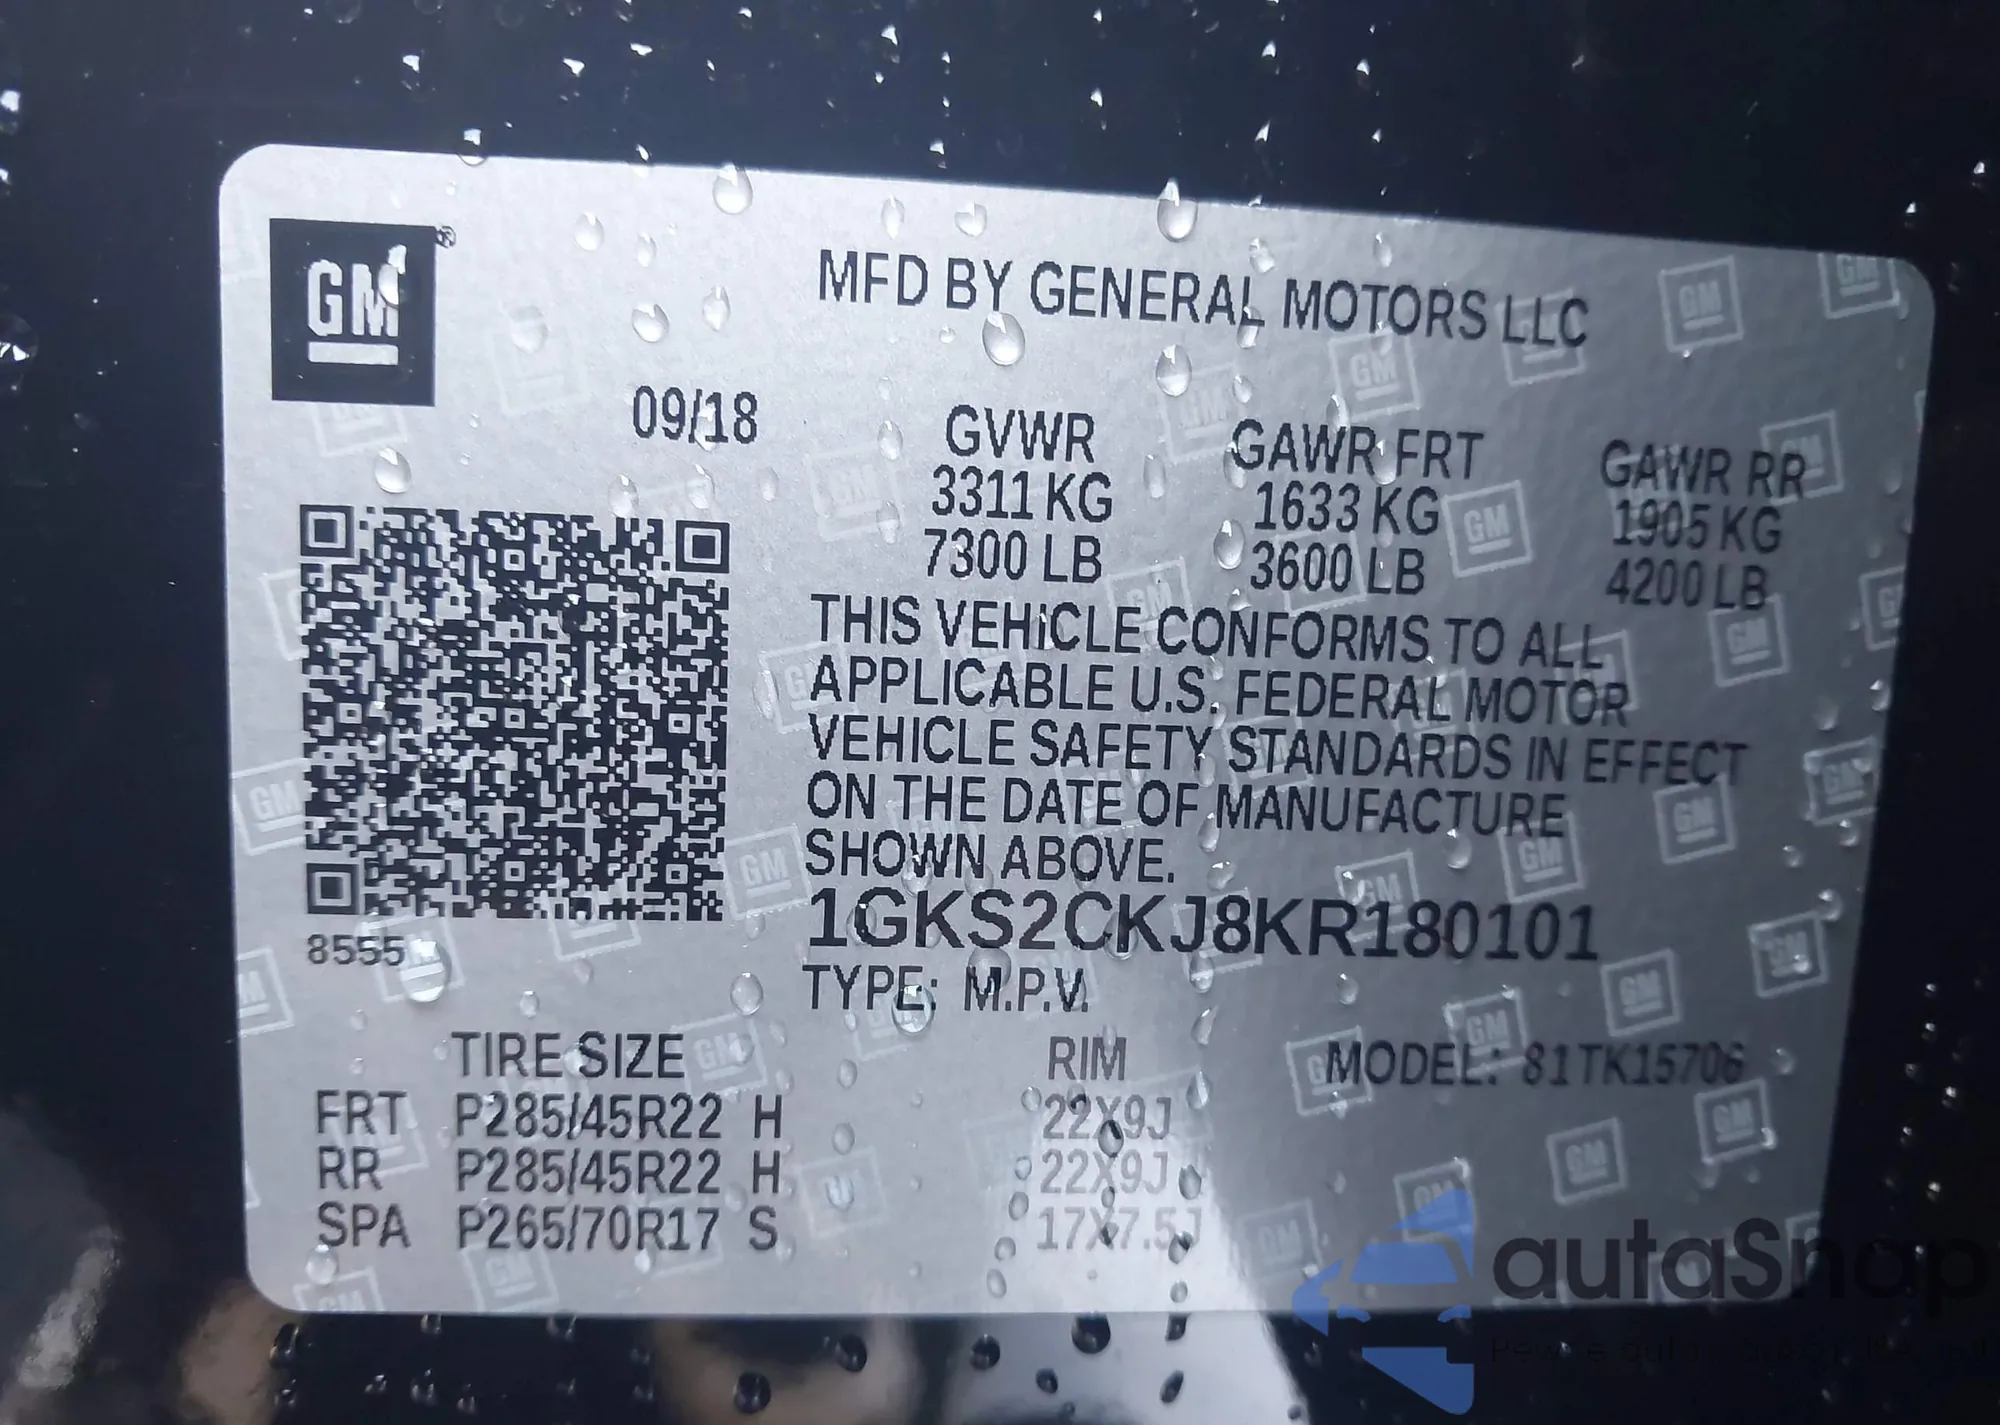 GM®
MFD BY GENERAL MOTORS LLC
09/18
GVWR GAWR FRT GAWR RR
3311 KG 1633 KG 1905 KG
7300 LB 3600 LB 4200 LB
THIS VEHICLE CONFORMS TO ALL
APPLICABLE U.S. FEDERAL MOTOR
VEHICLE SAFETY STANDARDS IN EFFECT
ON THE DATE OF MANUFACTURE
SHOWN ABOVE.
8555
1GKS2CKJ8KR180101
TYPE: M.P.V.
TIRE SIZE RIM MODEL: 81TK15706
FRT P285/45R22 H 22X9J
RR P285/45R22 H 22X9J
SPA P265/70R17 S 17X7.5J
autaSnap